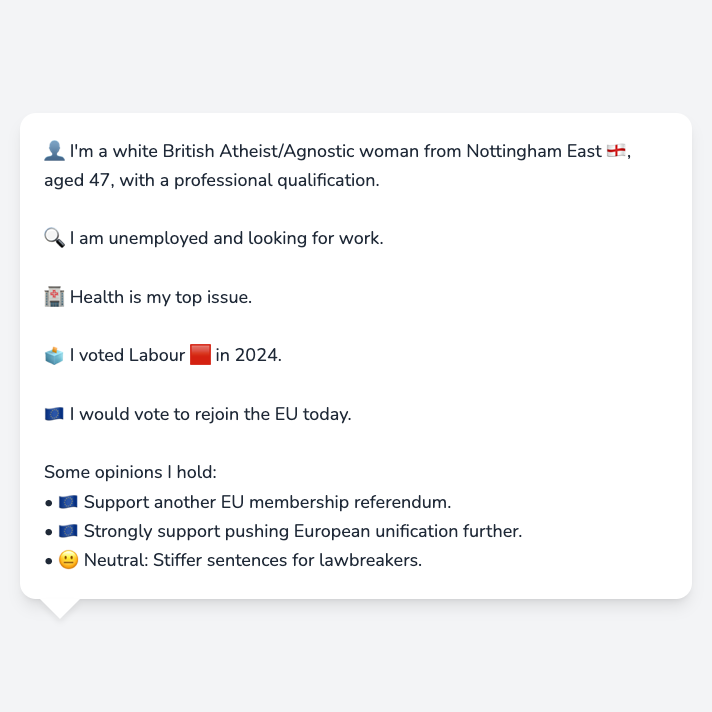 👤 I'm a white British Atheist/Agnostic woman from Nottingham East 🏴󠁧󠁢󠁥󠁮󠁧󠁿,
aged 47, with a professional qualification.
🔍 I am unemployed and looking for work.
🏥 Health is my top issue.
🗳️ I voted Labour 🟥 in 2024.
🇪🇺 I would vote to rejoin the EU today.
Some opinions I hold:
• 🇪🇺 Support another EU membership referendum.
• 🇪🇺 Strongly support pushing European unification further.
• 😐 Neutral: Stiffer sentences for lawbreakers.